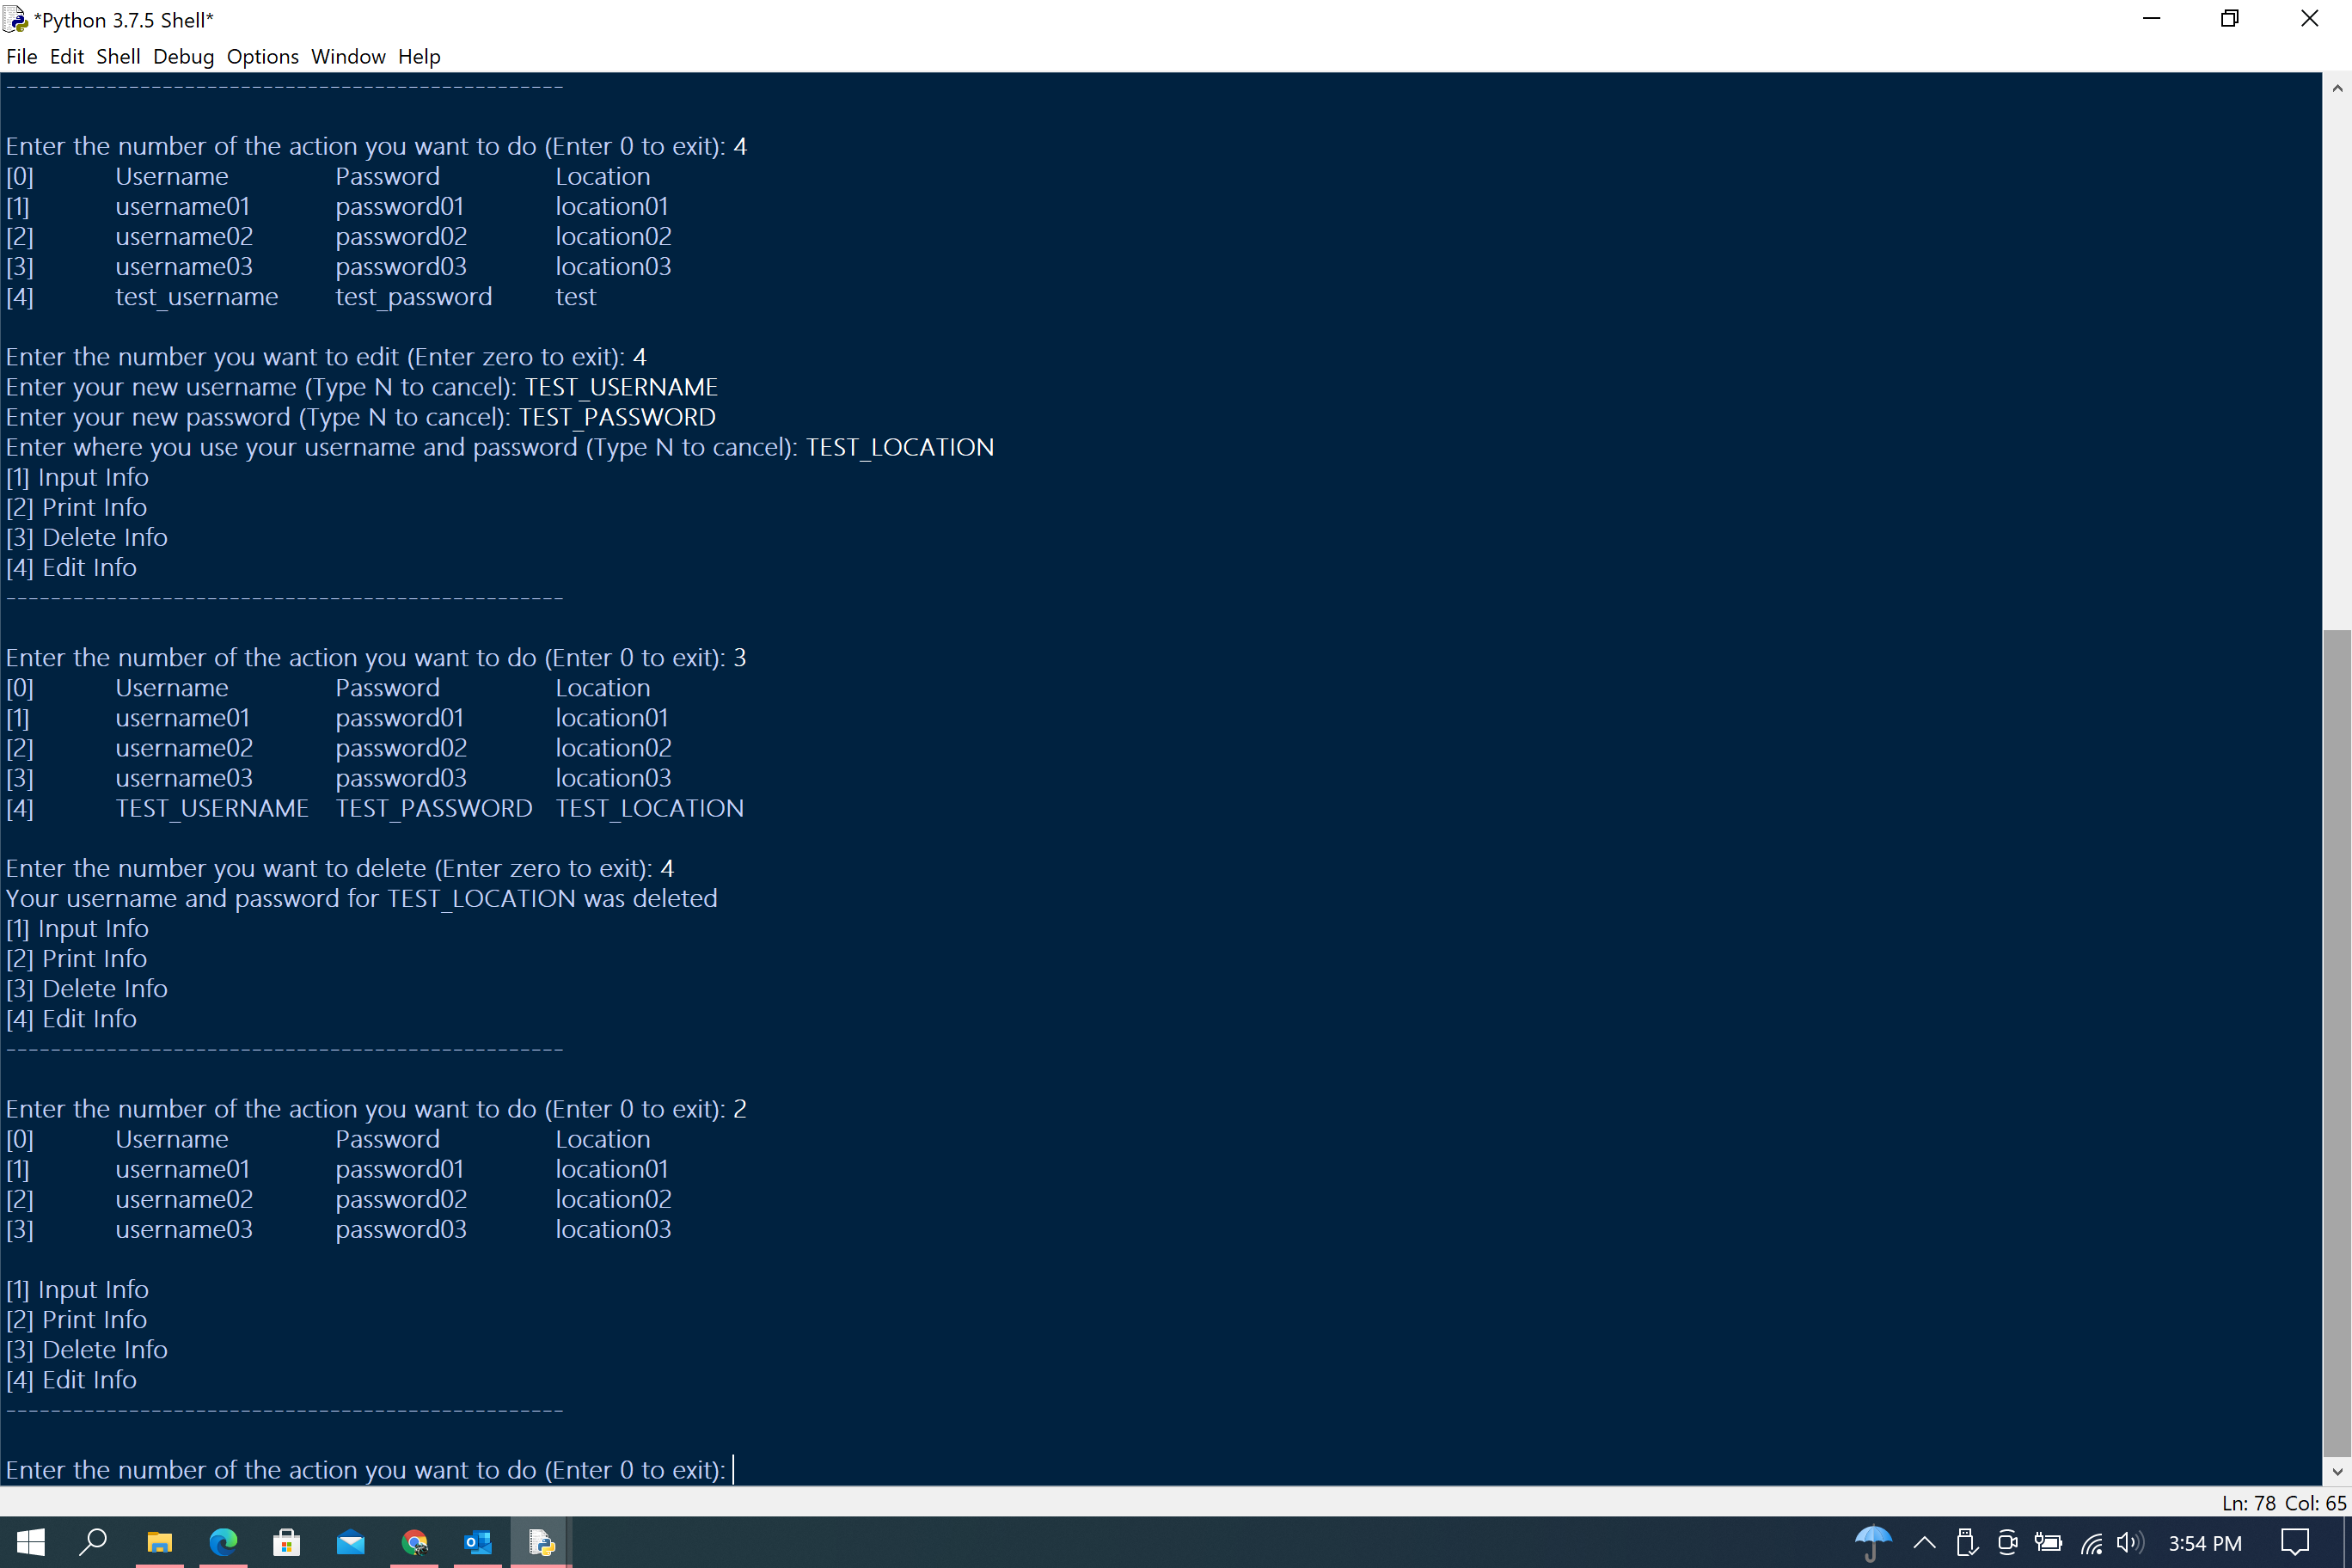 *Python 3.7.5 Shell*
File Edit Shell Debug Options Window Help
--------------------------------------------------
Enter the number of the action you want to do (Enter 0 to exit): 4
[0] Username Password Location
[1] username01 password01 location01
[2] username02 password02 location02
[3] username03 password03 location03
[4] test_username test_password test
Enter the number you want to edit (Enter zero to exit): 4
Enter your new username (Type N to cancel): TEST_USERNAME
Enter your new password (Type N to cancel): TEST_PASSWORD
Enter where you use your username and password (Type N to cancel): TEST_LOCATION
[1] Input Info
[2] Print Info
[3] Delete Info
[4] Edit Info
--------------------------------------------------
Enter the number of the action you want to do (Enter 0 to exit): 3
[0] Username Password Location
[1] username01 password01 location01
[2] username02 password02 location02
[3] username03 password03 location03
[4] TEST_USERNAME TEST_PASSWORD TEST_LOCATION
Enter the number you want to delete (Enter zero to exit): 4
Your username and password for TEST_LOCATION was deleted
[1] Input Info
[2] Print Info
[3] Delete Info
[4] Edit Info
--------------------------------------------------
Enter the number of the action you want to do (Enter 0 to exit): 2
[0] Username Password Location
[1] username01 password01 location01
[2] username02 password02 location02
[3] username03 password03 location03
[1] Input Info
[2] Print Info
[3] Delete Info
[4] Edit Info
--------------------------------------------------
Enter the number of the action you want to do (Enter 0 to exit):
Ln: 78 Col: 65
3:54 PM